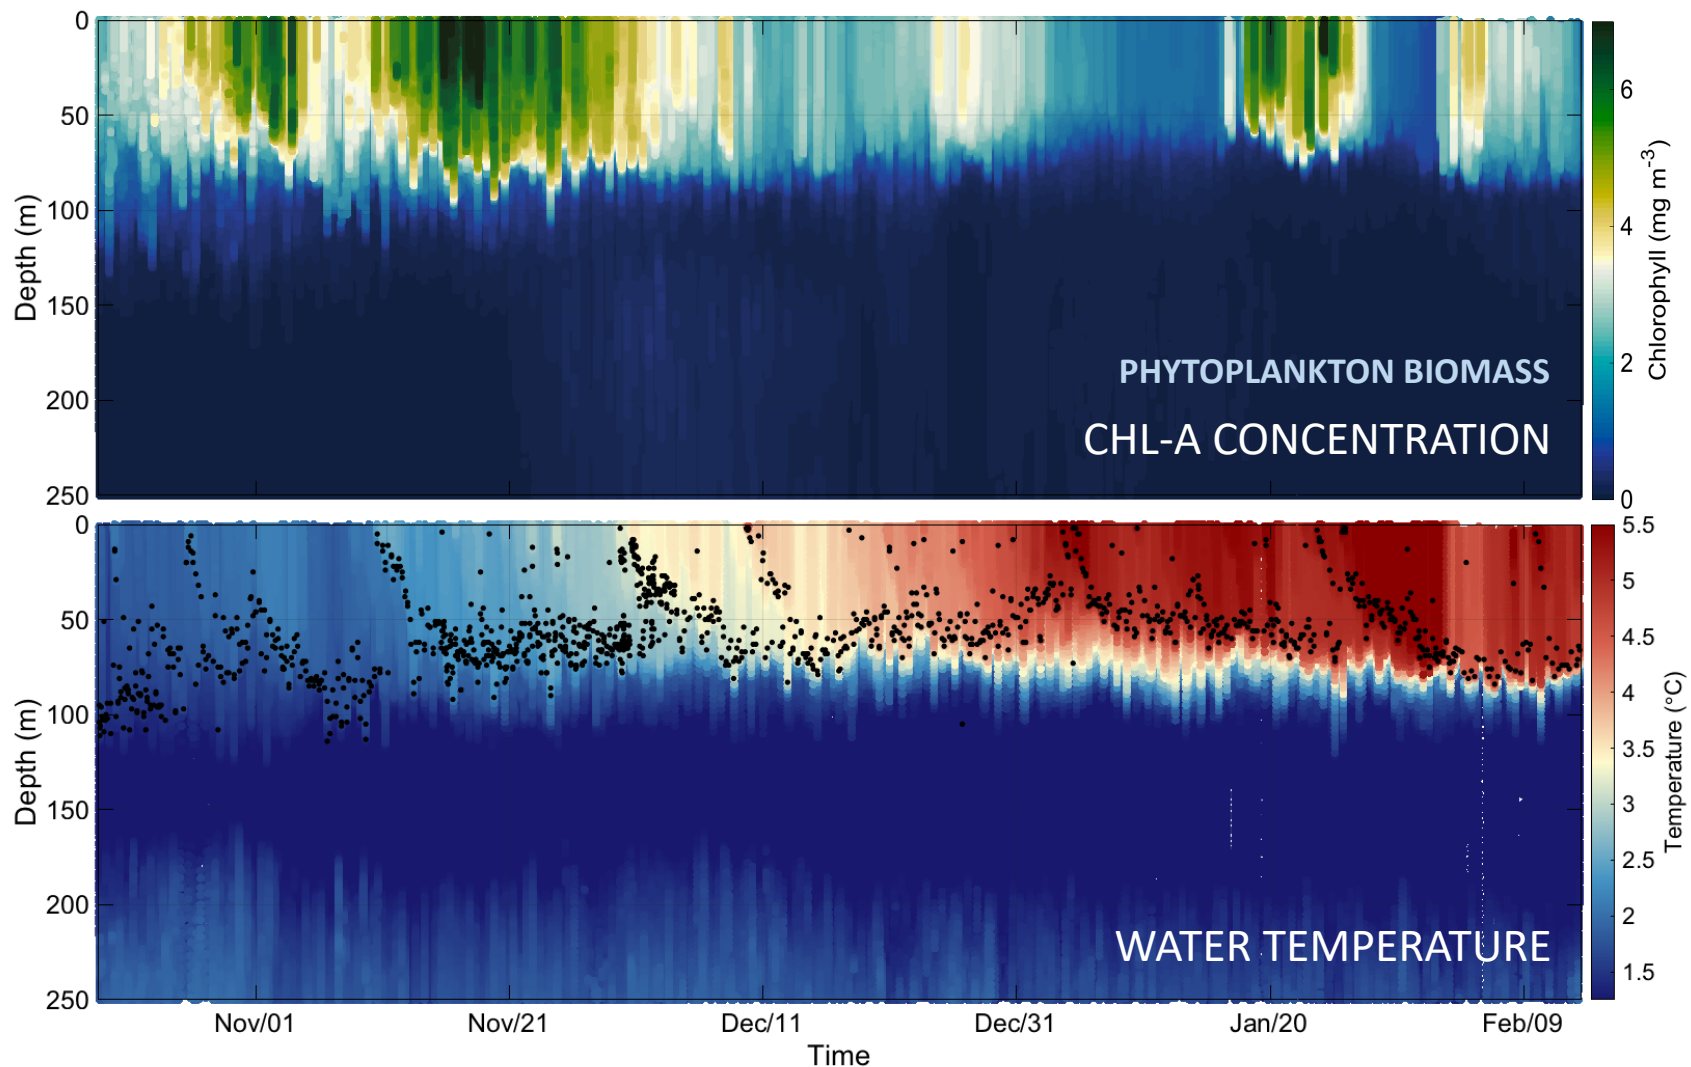 0
50
100
150
200
250
Depth (m)
PHYTOPLANKTON BIOMASS
CHL-A CONCENTRATION
6
4
2
0
Chlorophyll (mg m⁻³)
0
50
100
150
200
250
Depth (m)
WATER TEMPERATURE
5.5
5
4.5
4
3.5
3
2.5
2
1.5
Temperature (°C)
Nov/01 Nov/21 Dec/11 Dec/31 Jan/20 Feb/09
Time